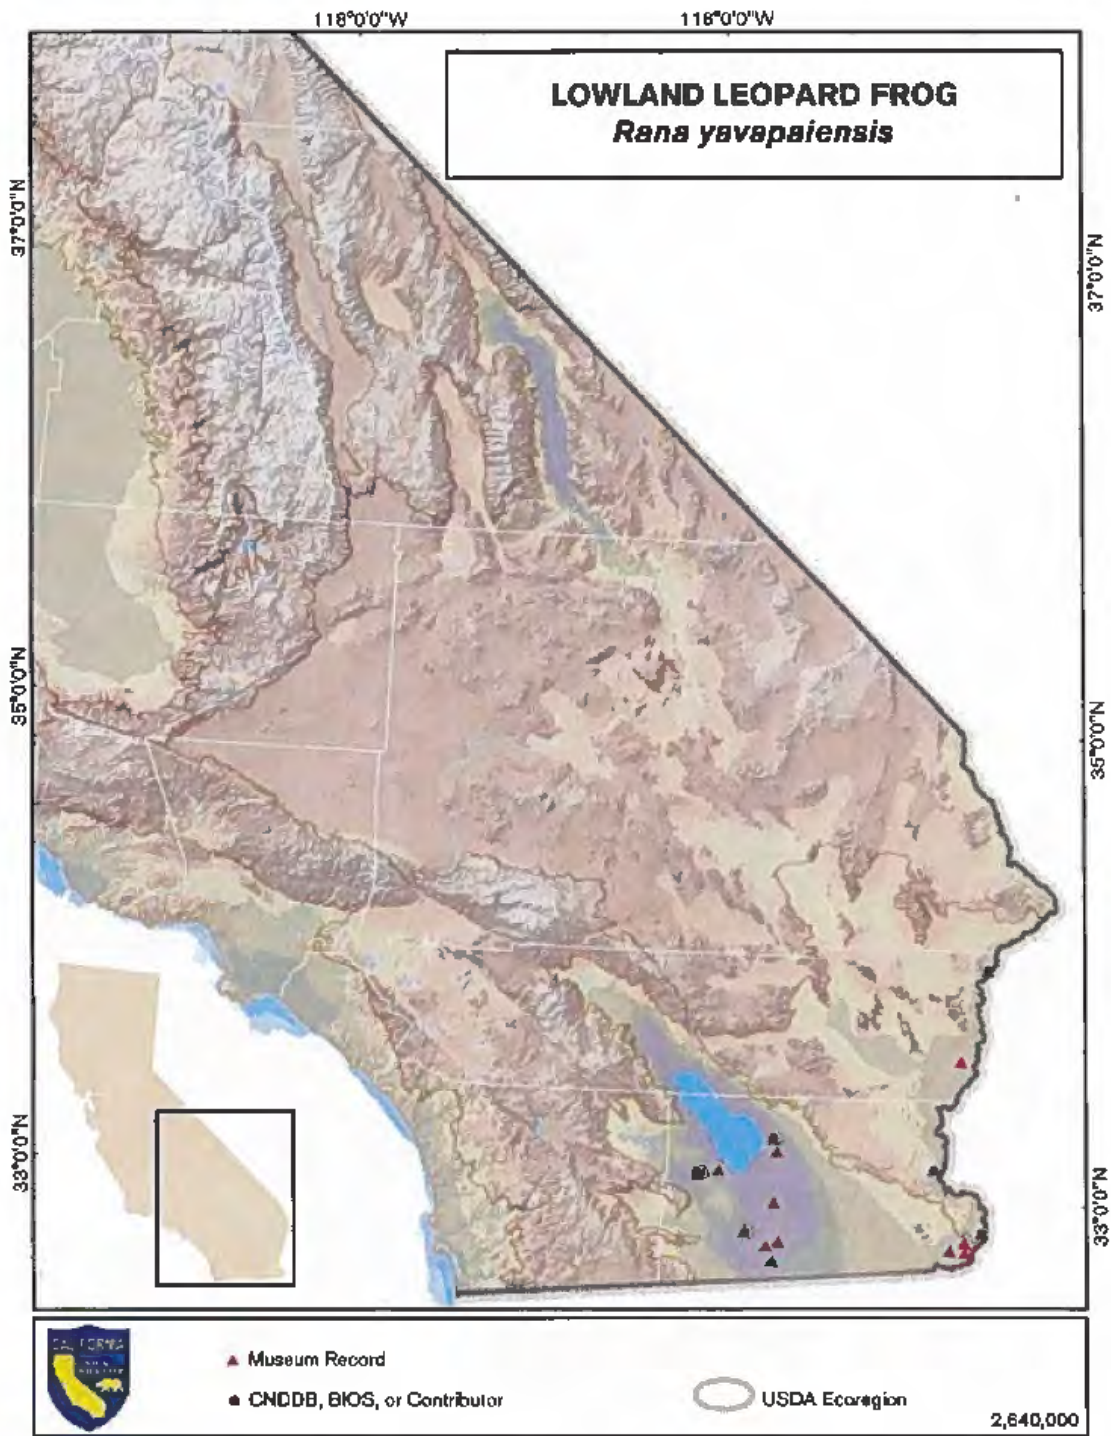 118°0'0"W
116°0'0"W
LOWLAND LEOPARD FROG
Rana yavapaiensis
37°0'0"N
37°0'0"N
35°0'0"N
35°0'0"N
33°0'0"N
33°0'0"N
CALIFORNIA
Museum Record
CNDDB, BIOS, or Contributor
USDA Ecoregion
2,640,000